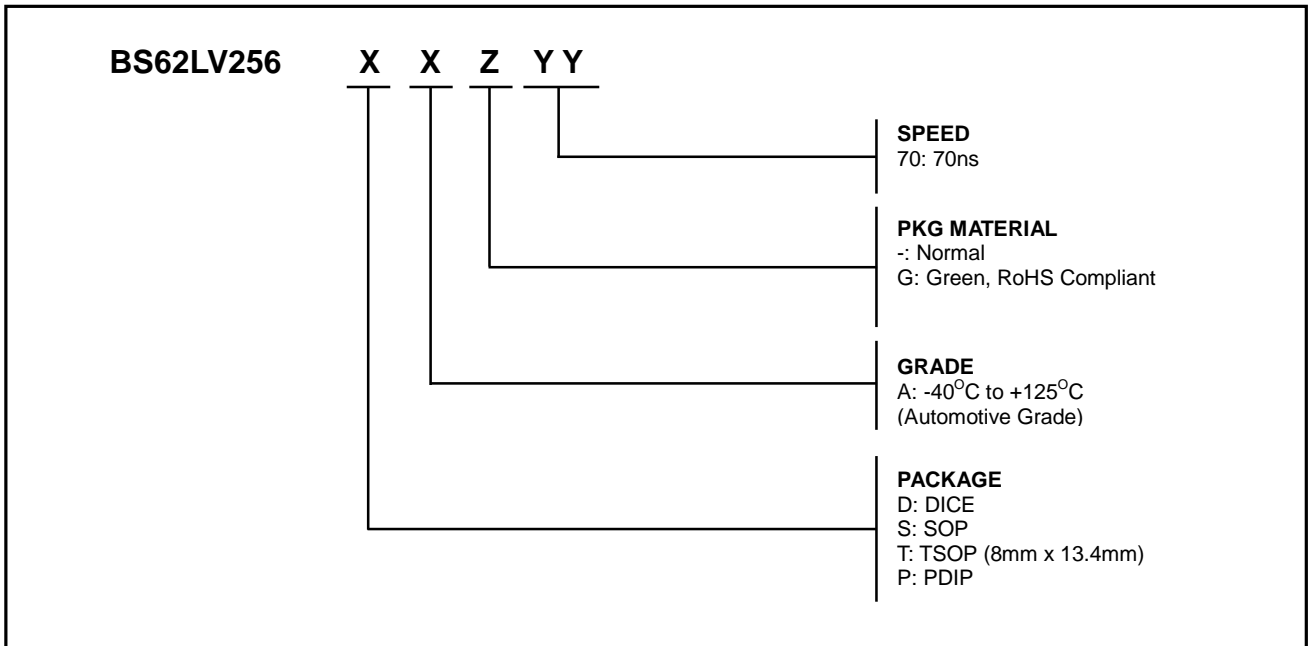 BS62LV256 X X Z Y Y
SPEED
70: 70ns
PKG MATERIAL
-: Normal
G: Green, RoHS Compliant
GRADE
A: -40OC to +125OC
(Automotive Grade)
PACKAGE
D: DICE
S: SOP
T: TSOP (8mm x 13.4mm)
P: PDIP